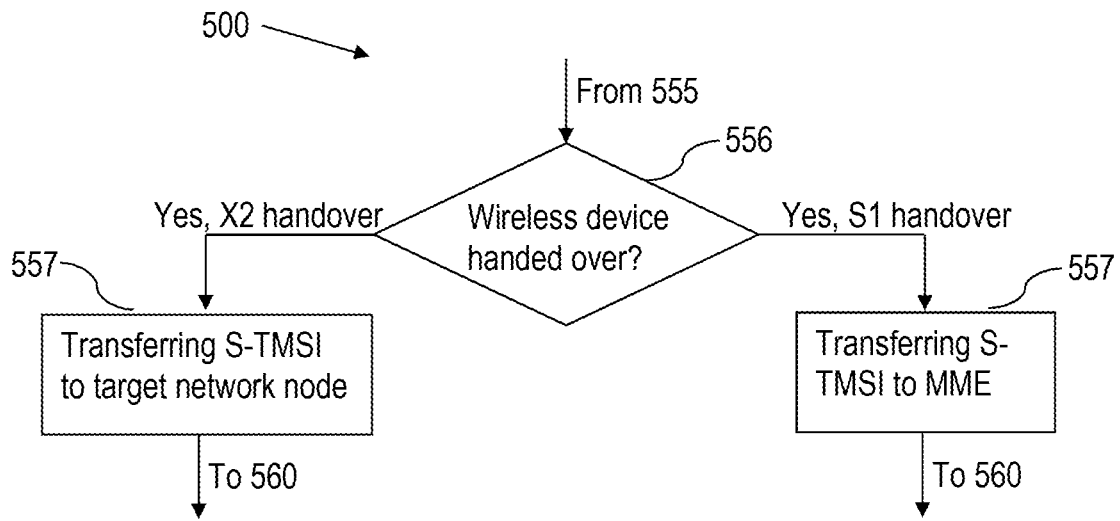 500
From 555
556
Wireless device
handed over?
Yes, X2 handover
Yes, S1 handover
557
557
Transferring S-TMSI
to target network node
Transferring S-
TMSI to MME
To 560
To 560